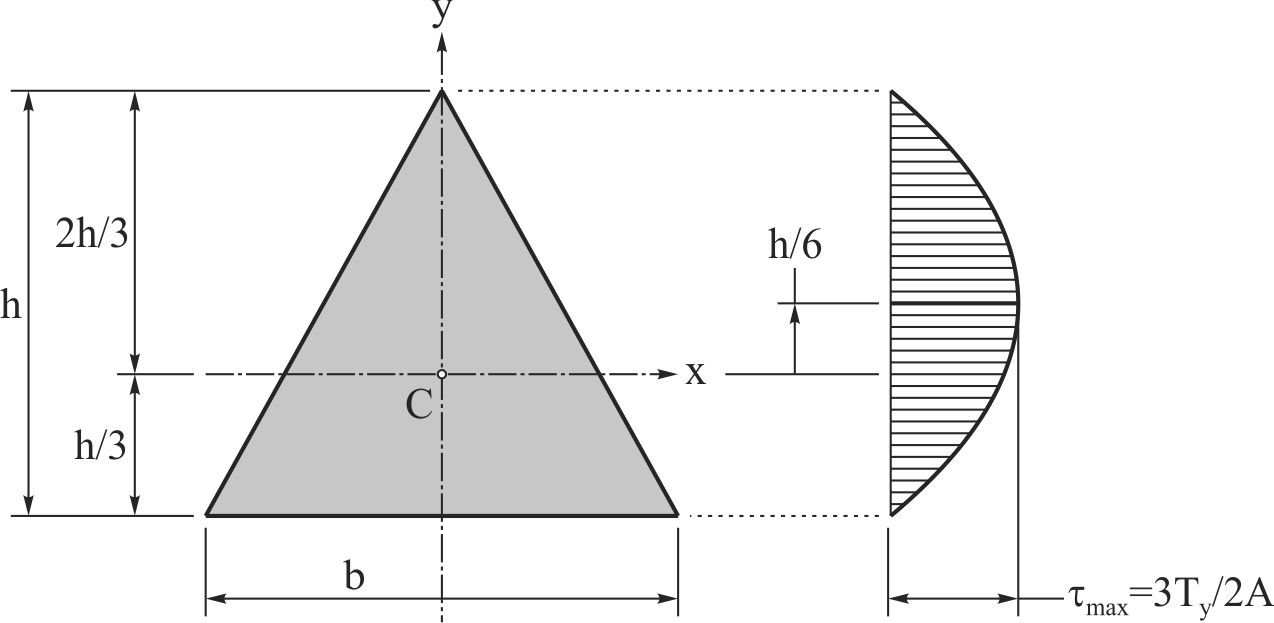 y
2h/3
h/6
h
x
C
h/3
b
τmax=3Ty/2A